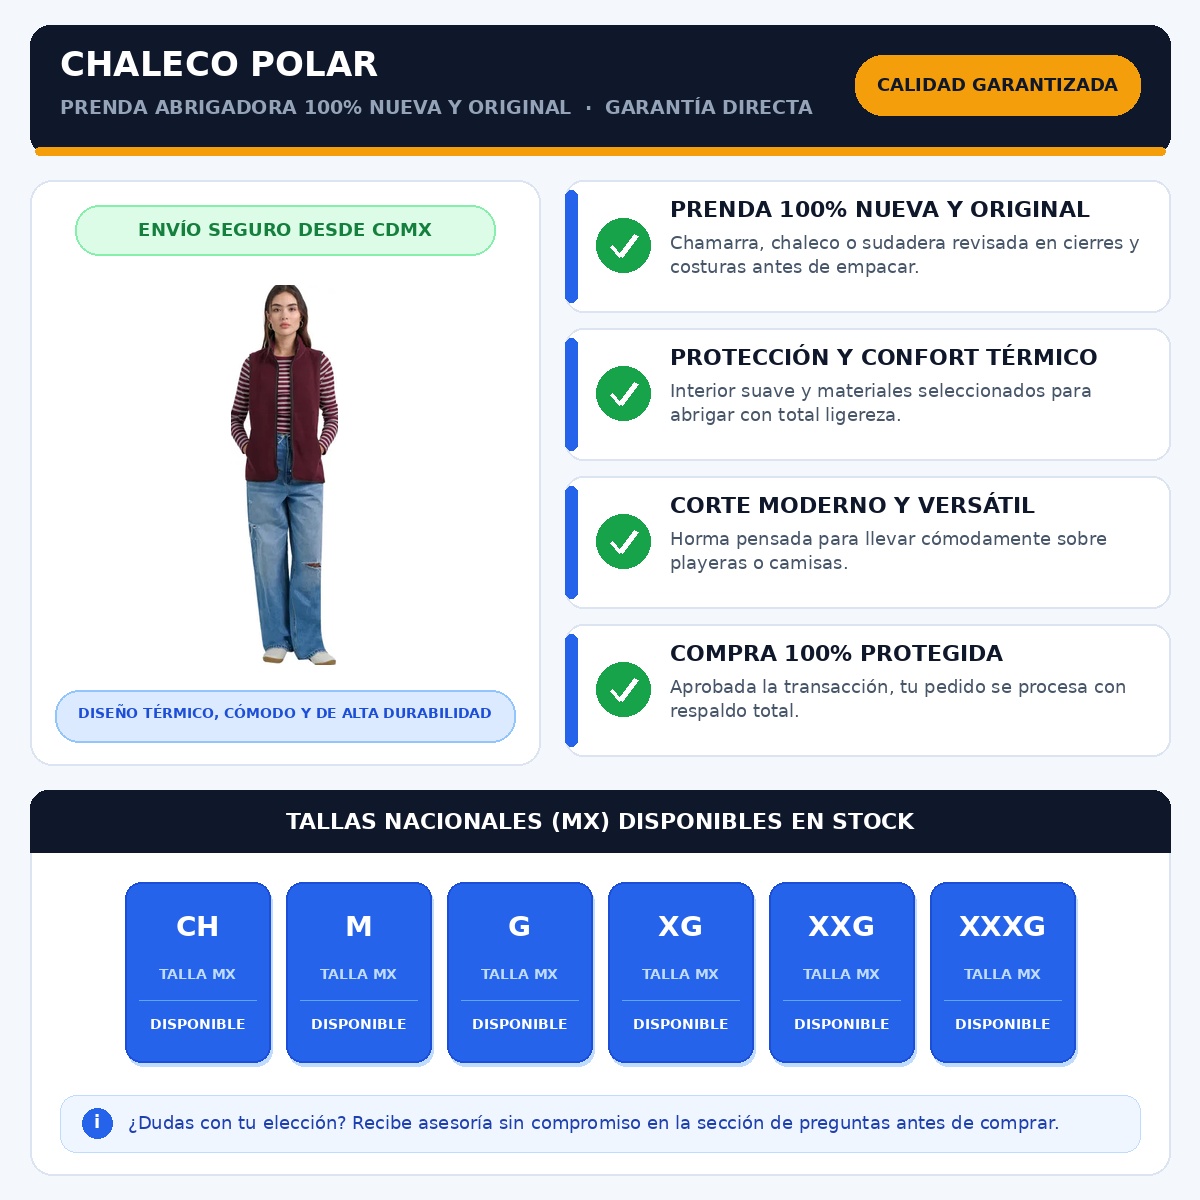 CHALECO POLAR
PRENDA ABRIGADORA 100% NUEVA Y ORIGINAL · GARANTÍA DIRECTA
CALIDAD GARANTIZADA
ENVÍO SEGURO DESDE CDMX
DISEÑO TÉRMICO, CÓMODO Y DE ALTA DURABILIDAD
PRENDA 100% NUEVA Y ORIGINAL
Chamarra, chaleco o sudadera revisada en cierres y
costuras antes de empacar.
PROTECCIÓN Y CONFORT TÉRMICO
Interior suave y materiales seleccionados para
abrigar con total ligereza.
CORTE MODERNO Y VERSÁTIL
Horma pensada para llevar cómodamente sobre
playeras o camisas.
COMPRA 100% PROTEGIDA
Aprobada la transacción, tu pedido se procesa con
respaldo total.
TALLAS NACIONALES (MX) DISPONIBLES EN STOCK
CH
TALLA MX
DISPONIBLE
M
TALLA MX
DISPONIBLE
G
TALLA MX
DISPONIBLE
XG
TALLA MX
DISPONIBLE
XXG
TALLA MX
DISPONIBLE
XXXG
TALLA MX
DISPONIBLE
i
¿Dudas con tu elección? Recibe asesoría sin compromiso en la sección de preguntas antes de comprar.